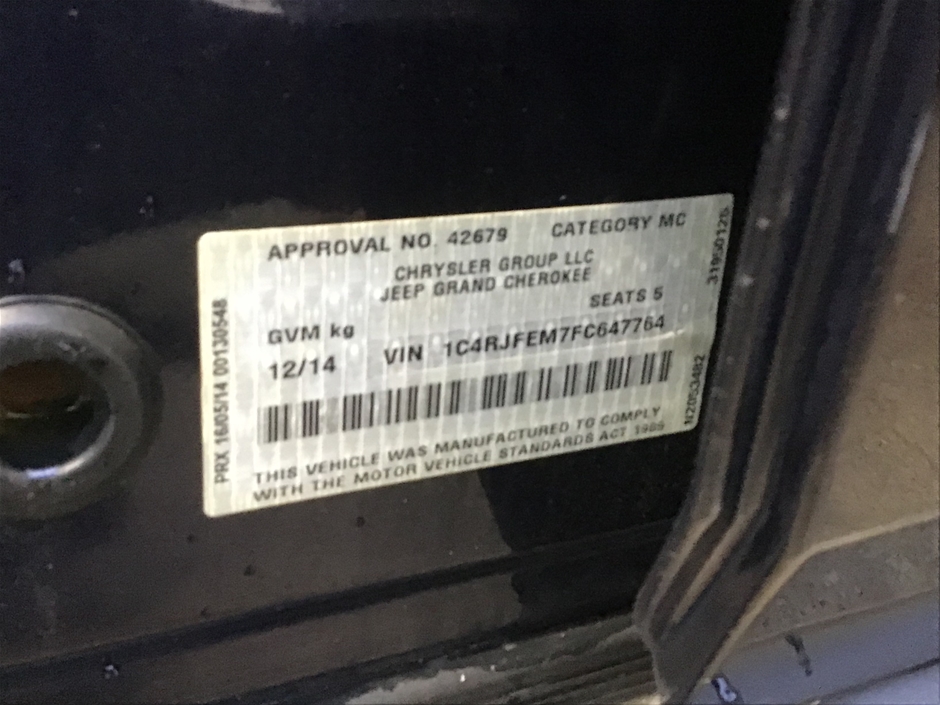 APPROVAL NO. 42679 CATEGORY MC
CHRYSLER GROUP LLC
JEEP GRAND CHEROKEE
SEATS 5
GVM kg
12/14 VIN 1C4RJFEM7FC647764
THIS VEHICLE WAS MANUFACTURED TO COMPLY
WITH THE MOTOR VEHICLE STANDARDS ACT 1989
PRX 16/05/14 00130548
N2053482